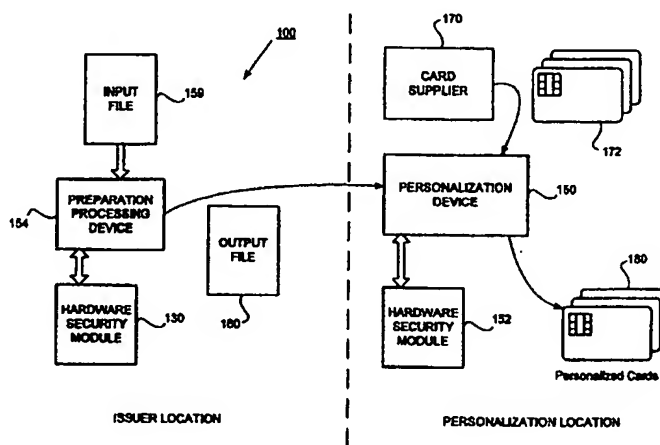 100
170
INPUT
FILE
159
CARD
SUPPLIER
172
154
PREPARATION
PROCESSING
DEVICE
PERSONALIZATION
DEVICE
150
OUTPUT
FILE
160
180
HARDWARE
SECURITY
MODULE
130
HARDWARE
SECURITY
MODULE
152
Personalized Cards
ISSUER LOCATION
PERSONALIZATION LOCATION